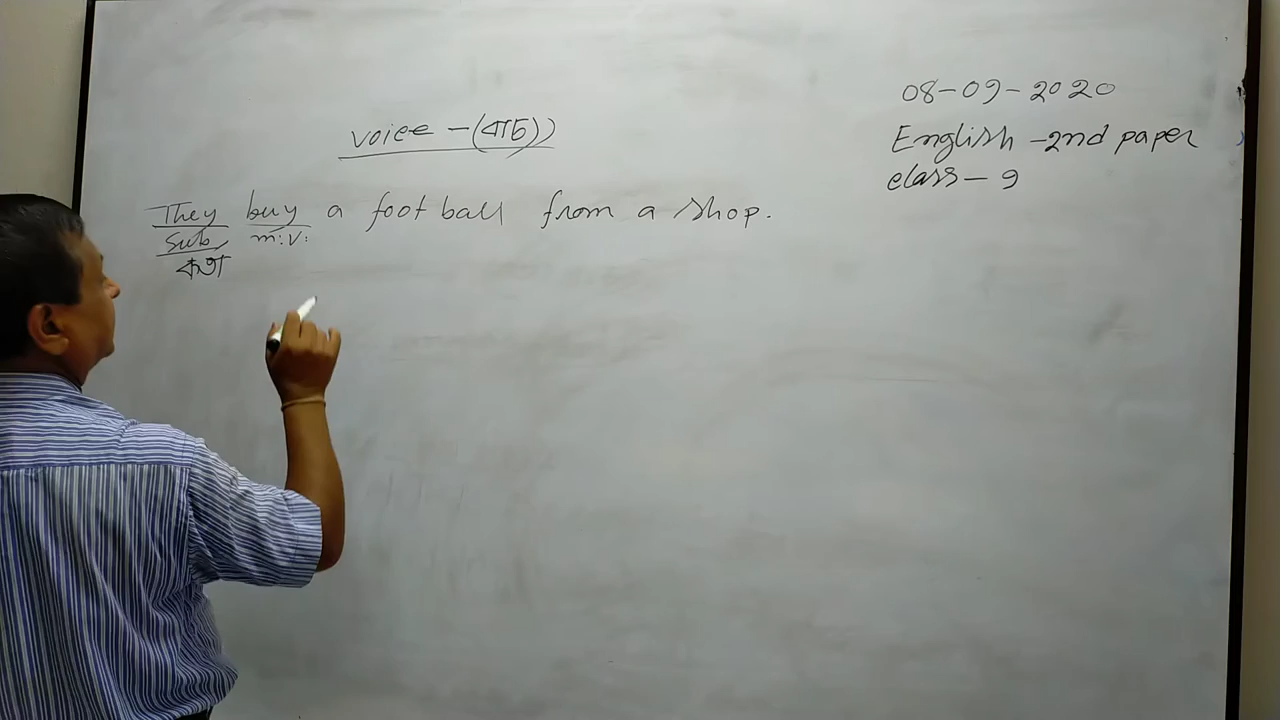 08-09-2020
English -2nd paper
class - 9
voice - (বাচ্য)
They buy a foot ball from a shop.
Sub m.v.
কর্তা